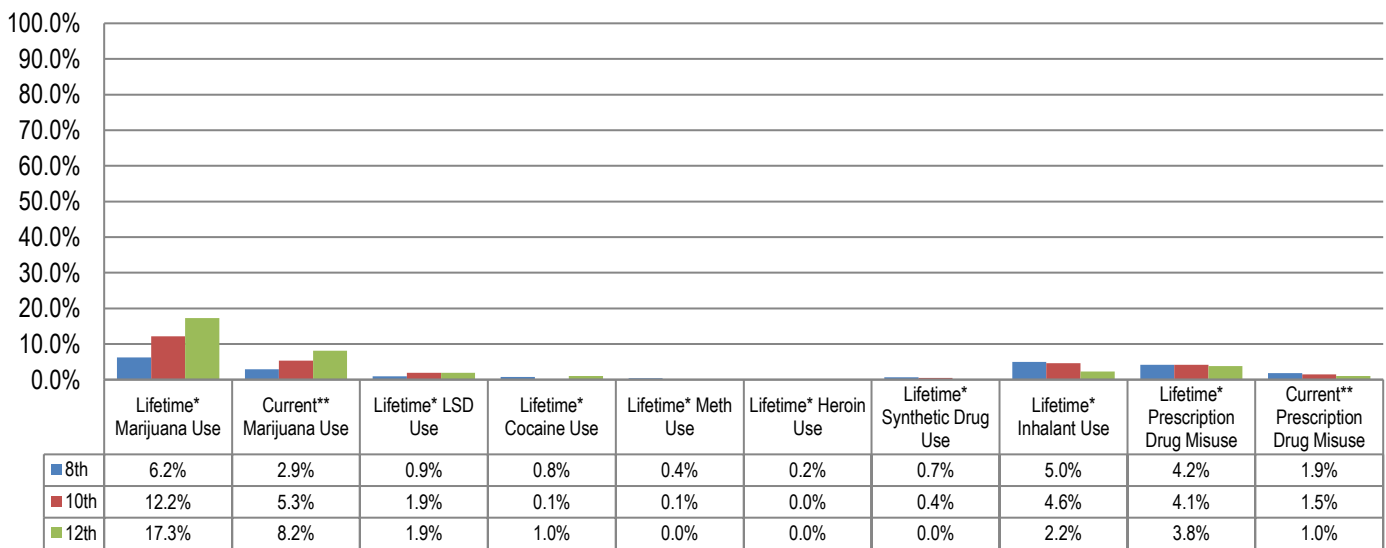 100.0%
90.0%
80.0%
70.0%
60.0%
50.0%
40.0%
30.0%
20.0%
10.0%
0.0%
Lifetime*
Marijuana Use
Current**
Marijuana Use
Lifetime* LSD
Use
Lifetime*
Cocaine Use
Lifetime* Meth
Use
Lifetime* Heroin
Use
Lifetime*
Synthetic Drug
Use
Lifetime*
Inhalant Use
Lifetime*
Prescription
Drug Misuse
Current**
Prescription
Drug Misuse
8th 6.2% 2.9% 0.9% 0.8% 0.4% 0.2% 0.7% 5.0% 4.2% 1.9%
10th 12.2% 5.3% 1.9% 0.1% 0.1% 0.0% 0.4% 4.6% 4.1% 1.5%
12th 17.3% 8.2% 1.9% 1.0% 0.0% 0.0% 0.0% 2.2% 3.8% 1.0%